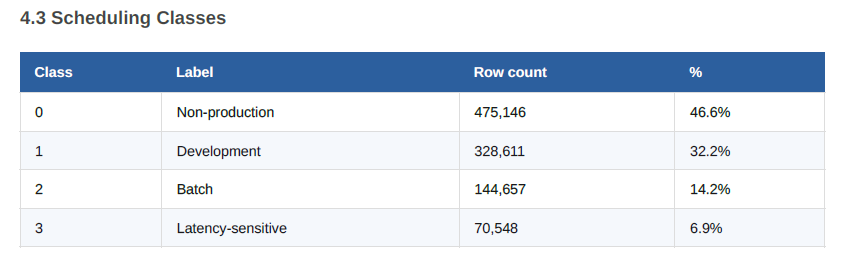 4.3 Scheduling Classes
Class Label Row count %
0 Non-production 475,146 46.6%
1 Development 328,611 32.2%
2 Batch 144,657 14.2%
3 Latency-sensitive 70,548 6.9%